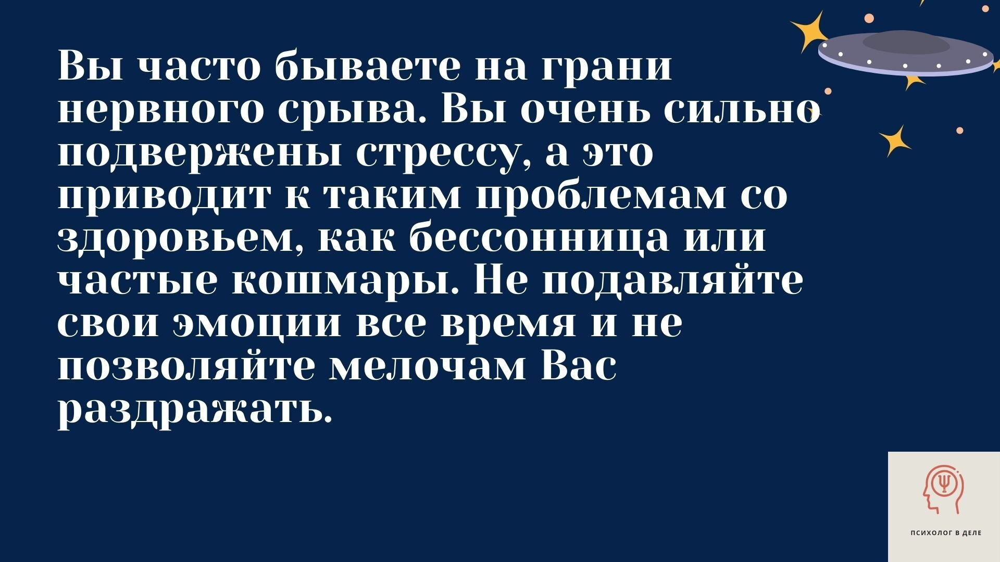 Вы часто бываете на грани
нервного срыва. Вы очень сильно
подвержены стрессу, а это
приводит к таким проблемам со
здоровьем, как бессонница или
частые кошмары. Не подавляйте
свои эмоции все время и не
позволяйте мелочам Вас
раздражать.
ПСИХОЛОГ В ДЕЛЕ